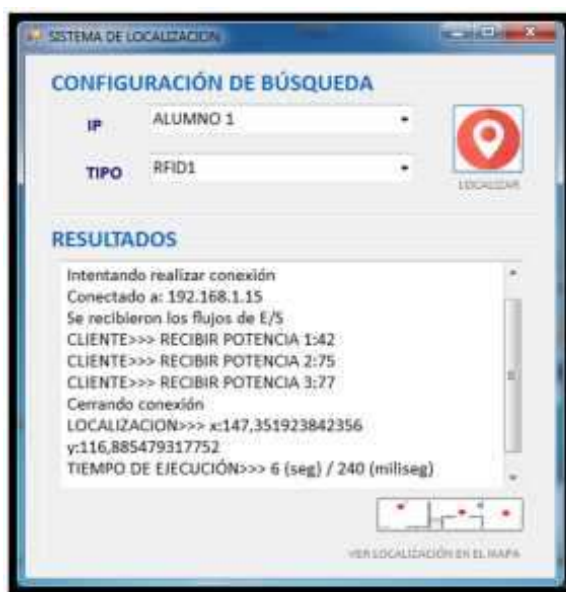 SISTEMA DE LOCALIZACION
CONFIGURACIÓN DE BÚSQUEDA
IP ALUMNO 1
TIPO RFID1
LOCALIZAR
RESULTADOS
Intentando realizar conexión
Conectado a: 192.168.1.15
Se recibieron los flujos de E/S
CLIENTE>>> RECIBIR POTENCIA 1:42
CLIENTE>>> RECIBIR POTENCIA 2:75
CLIENTE>>> RECIBIR POTENCIA 3:77
Cerrando conexión
LOCALIZACION>>> x:147,351923842356
y:116,885479317752
TIEMPO DE EJECUCIÓN>>> 6 (seg) / 240 (miliseg)
VER LOCALIZACIÓN EN EL MAPA